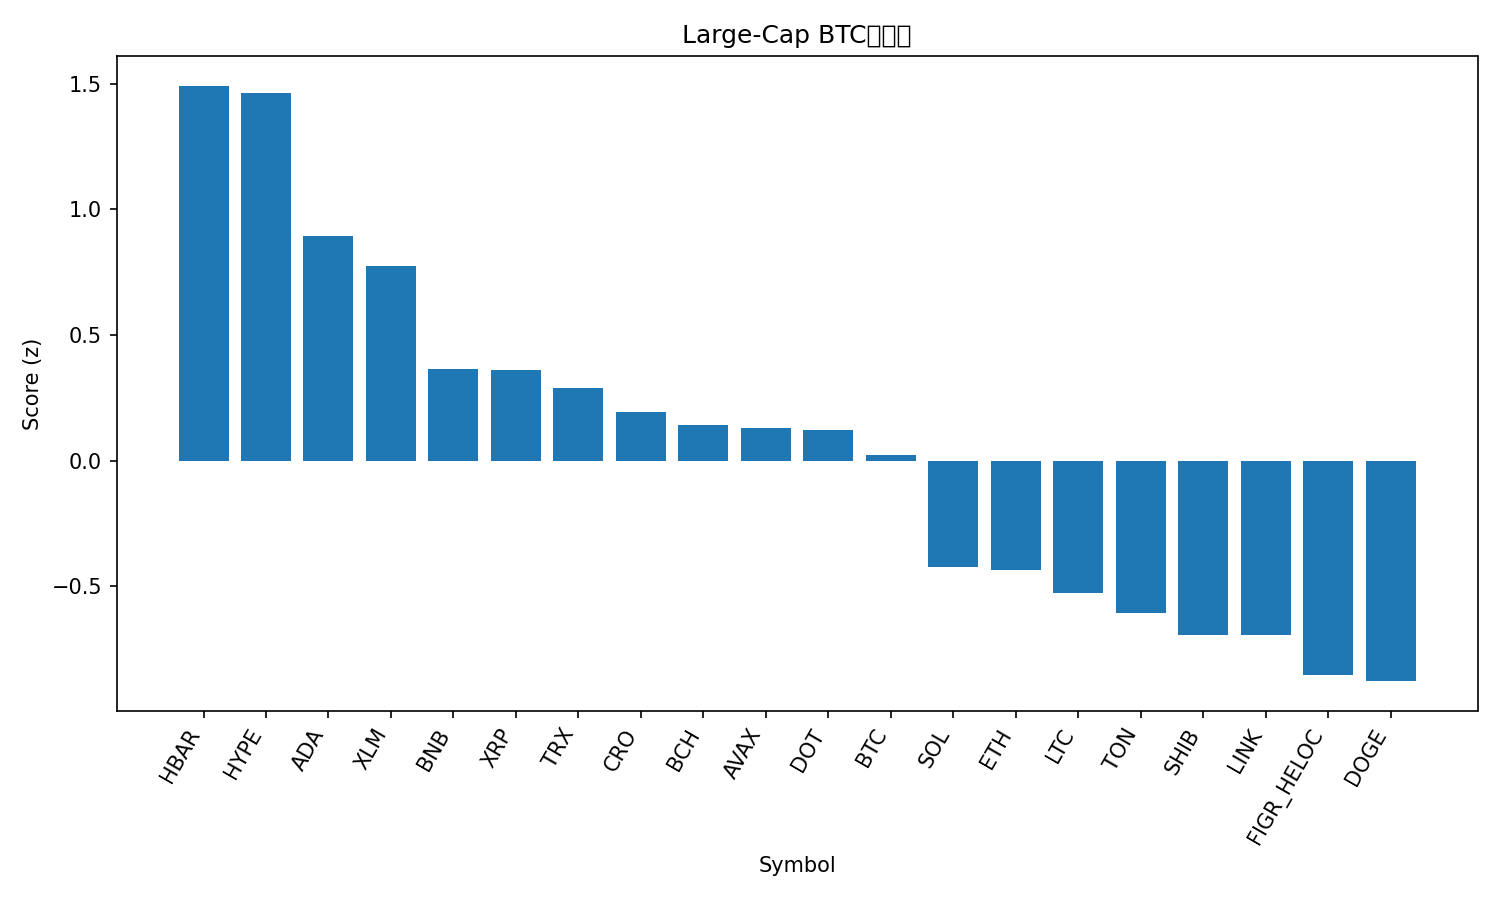 Large-Cap BTC
Score (z)
1.5
1.0
0.5
0.0
−0.5
HBAR
HYPE
ADA
XLM
BNB
XRP
TRX
CRO
BCH
AVAX
DOT
BTC
SOL
ETH
LTC
TON
SHIB
LINK
FIGR_HELOC
DOGE
Symbol